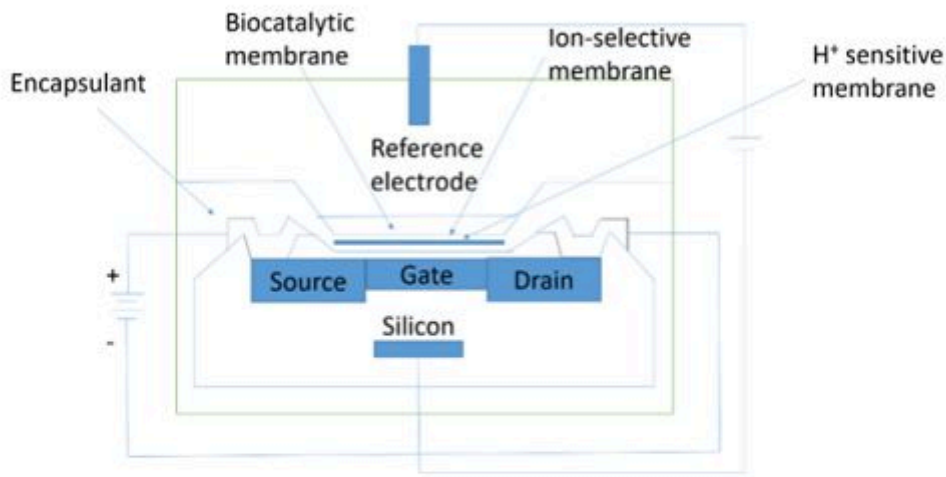 Biocatalytic
membrane
Ion-selective
membrane
H⁺ sensitive
membrane
Encapsulant
Reference
electrode
+
-
Source
Gate
Drain
Silicon